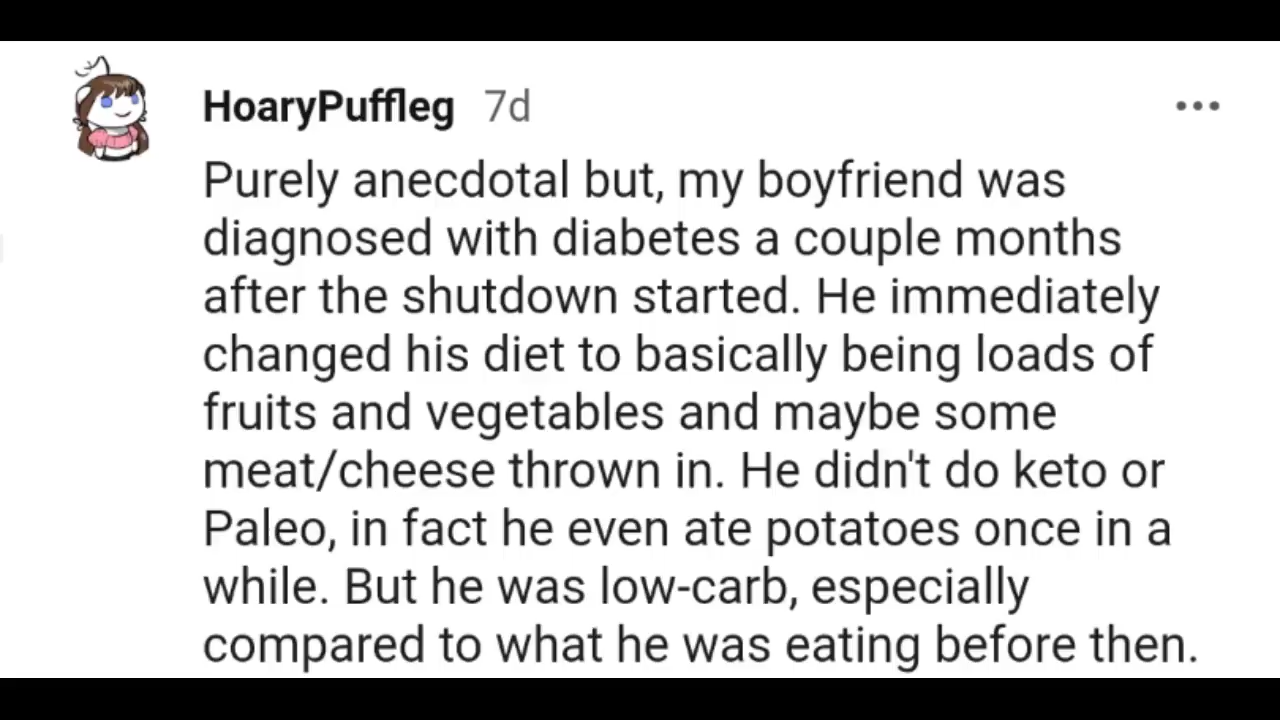 HoaryPuffleg 7d
Purely anecdotal but, my boyfriend was
diagnosed with diabetes a couple months
after the shutdown started. He immediately
changed his diet to basically being loads of
fruits and vegetables and maybe some
meat/cheese thrown in. He didn't do keto or
Paleo, in fact he even ate potatoes once in a
while. But he was low-carb, especially
compared to what he was eating before then.